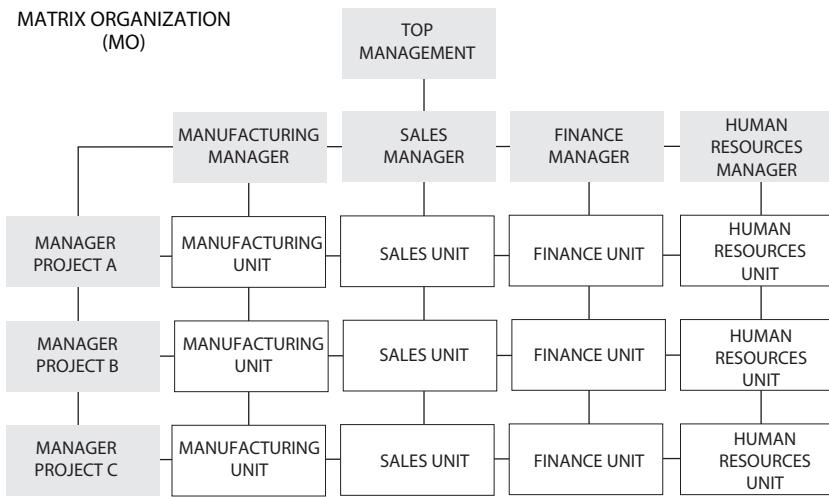 MATRIX ORGANIZATION
(MO)
TOP
MANAGEMENT
MANUFACTURING
MANAGER
SALES
MANAGER
FINANCE
MANAGER
HUMAN
RESOURCES
MANAGER
MANAGER
PROJECT A
MANUFACTURING
UNIT
SALES UNIT
FINANCE UNIT
HUMAN
RESOURCES
UNIT
MANAGER
PROJECT B
MANUFACTURING
UNIT
SALES UNIT
FINANCE UNIT
HUMAN
RESOURCES
UNIT
MANAGER
PROJECT C
MANUFACTURING
UNIT
SALES UNIT
FINANCE UNIT
HUMAN
RESOURCES
UNIT